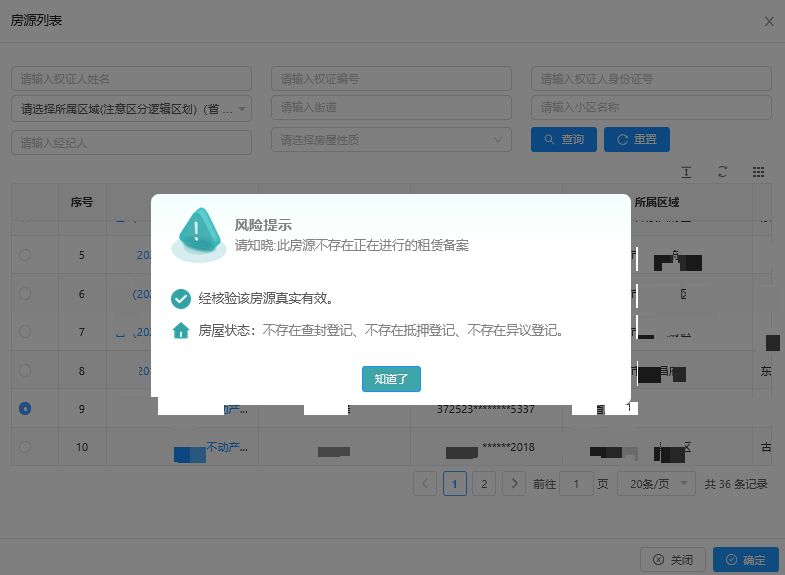 房源列表
请输入权证人姓名 请输入权证编号 请输入权证人身份证号
请选择所属区域(注意区分逻辑区划)（省 ... 请输入街道 请输入小区名称
请输入经纪人 请选择房屋性质 查询 重置
序号 所属区域
风险提示
请知晓:此房源不存在正在进行的租赁备案
5
6
经核验该房源真实有效。
房屋状态：不存在查封登记、不存在抵押登记、不存在异议登记。
7
8 东
知道了
9 372523********5337
10 不动产... ******2018 区 古
1 2 前往 1 页 20条/页 共 36 条记录
关闭 确定